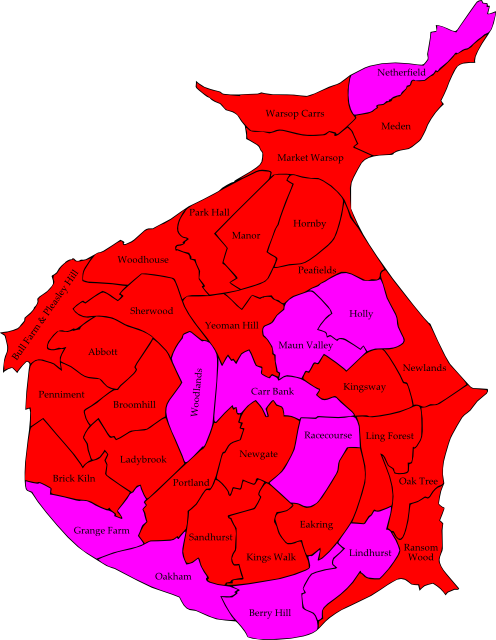 Netherfield
Warsop Carrs
Meden
Market Warsop
Park Hall
Hornby
Manor
Woodhouse
Peafields
Bull Farm & Pleasley Hill
Sherwood
Holly
Yeoman Hill
Maun Valley
Abbott
Newlands
Kingsway
Woodlands
Carr Bank
Penniment
Broomhill
Racecourse
Ling Forest
Newgate
Ladybrook
Brick Kiln
Portland
Oak Tree
Eakring
Grange Farm
Sandhurst
Ransom
Wood
Lindhurst
Kings Walk
Oakham
Berry Hill